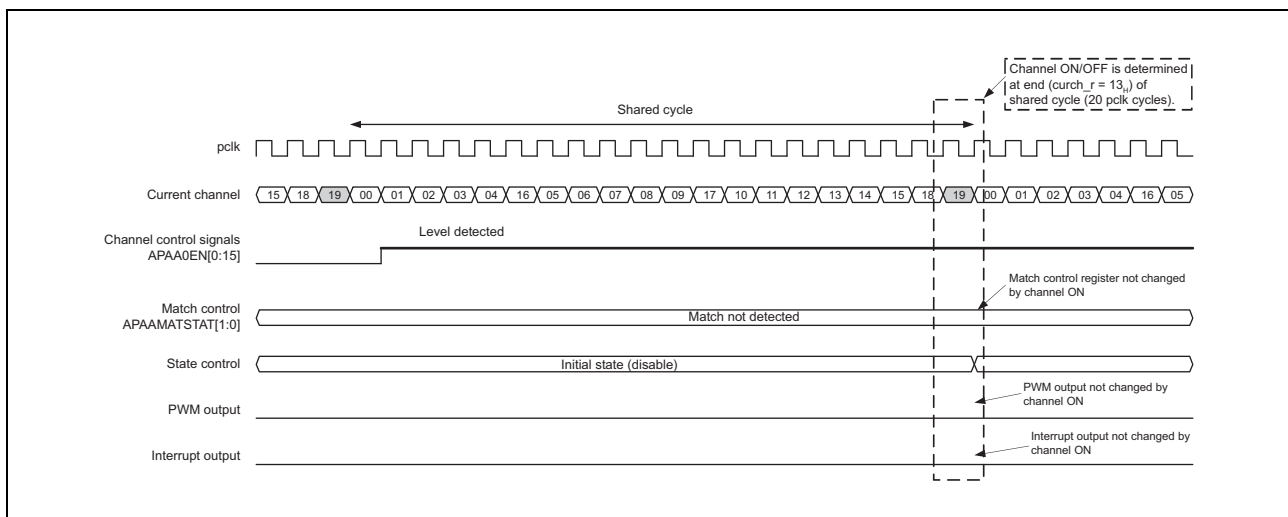 Channel ON/OFF is determined
at end (curch_r = 13H) of
shared cycle (20 pclk cycles).
Shared cycle
pclk
Current channel
15 18 19 00 01 02 03 04 16 05 06 07 08 09 17 10 11 12 13 14 15 18 19 00 01 02 03 04 16 05
Channel control signals
APAA0EN[0:15]
Level detected
Match control register not changed
by channel ON
Match control
APAAMATSTAT[1:0]
Match not detected
State control
Initial state (disable)
PWM output not changed by
channel ON
PWM output
Interrupt output not changed by
channel ON
Interrupt output